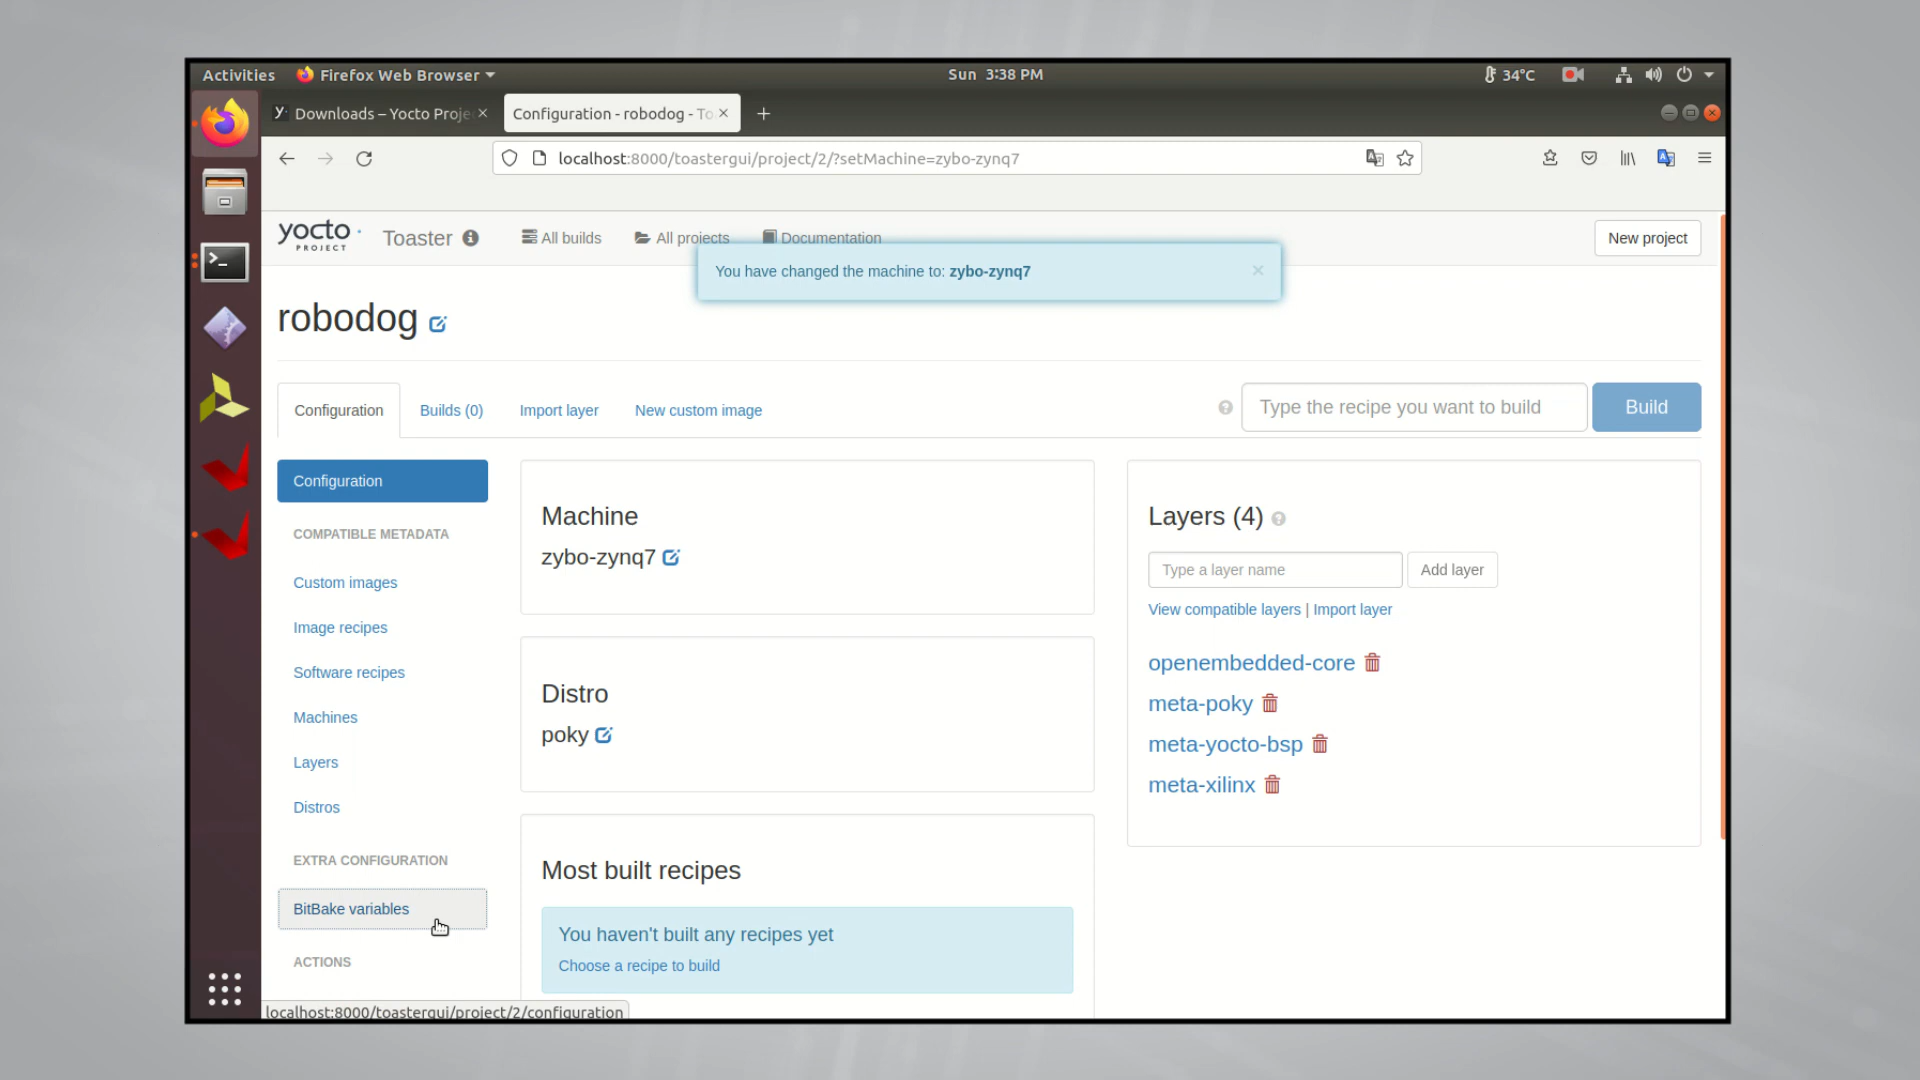 Activities Firefox Web Browser Sun 3:38 PM 34°C
Downloads – Yocto Proje Configuration - robodog - To
localhost:8000/toastergui/project/2/?setMachine=zybo-zynq7
yocto PROJECT Toaster All builds All projects Documentation New project
You have changed the machine to: zybo-zynq7
robodog
Configuration Builds (0) Import layer New custom image Type the recipe you want to build Build
Configuration
COMPATIBLE METADATA
Custom images
Image recipes
Software recipes
Machines
Layers
Distros
EXTRA CONFIGURATION
BitBake variables
ACTIONS
Machine
zybo-zynq7
Distro
poky
Most built recipes
You haven't built any recipes yet
Choose a recipe to build
Layers (4)
Type a layer name Add layer
View compatible layers | Import layer
openembedded-core
meta-poky
meta-yocto-bsp
meta-xilinx
localhost:8000/toastergui/project/2/configuration